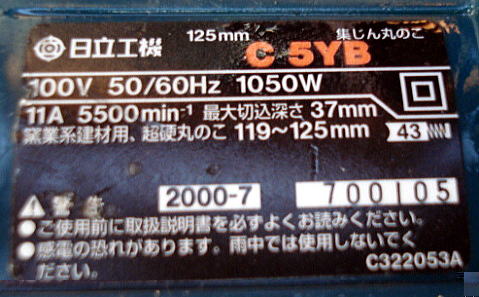 日立工機 125mm 集じん丸のこ
C 5YB
100V 50/60Hz 1050W
11A 5500min⁻¹ 最大切込深さ 37mm
窯業系建材用、超硬丸のこ 119〜125mm 43
警告 2000-7 700105
●ご使用前に取扱説明書を必ずよくお読みください。
●感電の恐れがあります。雨中では使用しないでください。
C322053A